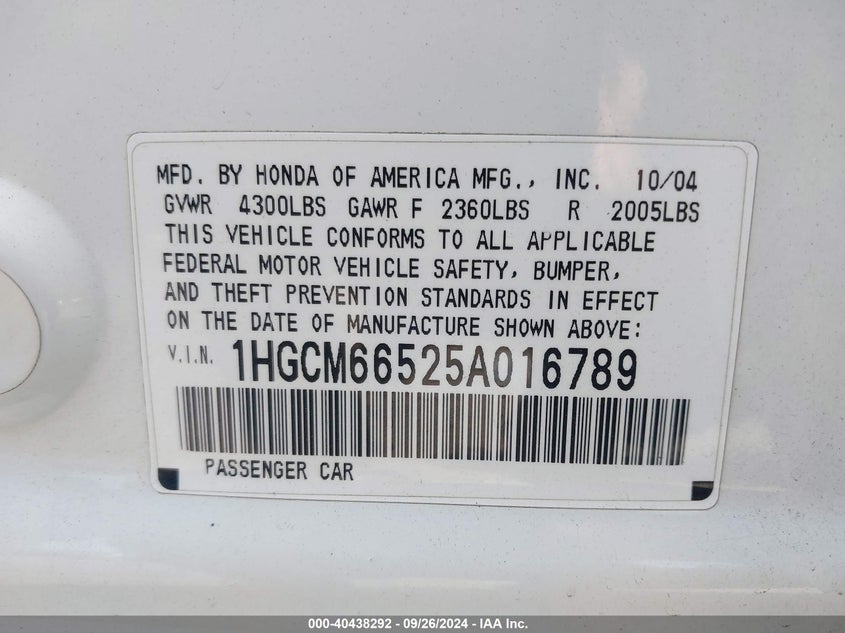 MFD. BY HONDA OF AMERICA MFG., INC. 10/04
GVWR 4300LBS GAWR F 2360LBS R 2005LBS
THIS VEHICLE CONFORMS TO ALL APPLICABLE
FEDERAL MOTOR VEHICLE SAFETY, BUMPER,
AND THEFT PREVENTION STANDARDS IN EFFECT
ON THE DATE OF MANUFACTURE SHOWN ABOVE:
V.I.N. 1HGCM66525A016789
PASSENGER CAR
000-40438292 - 09/26/2024 - IAA Inc.